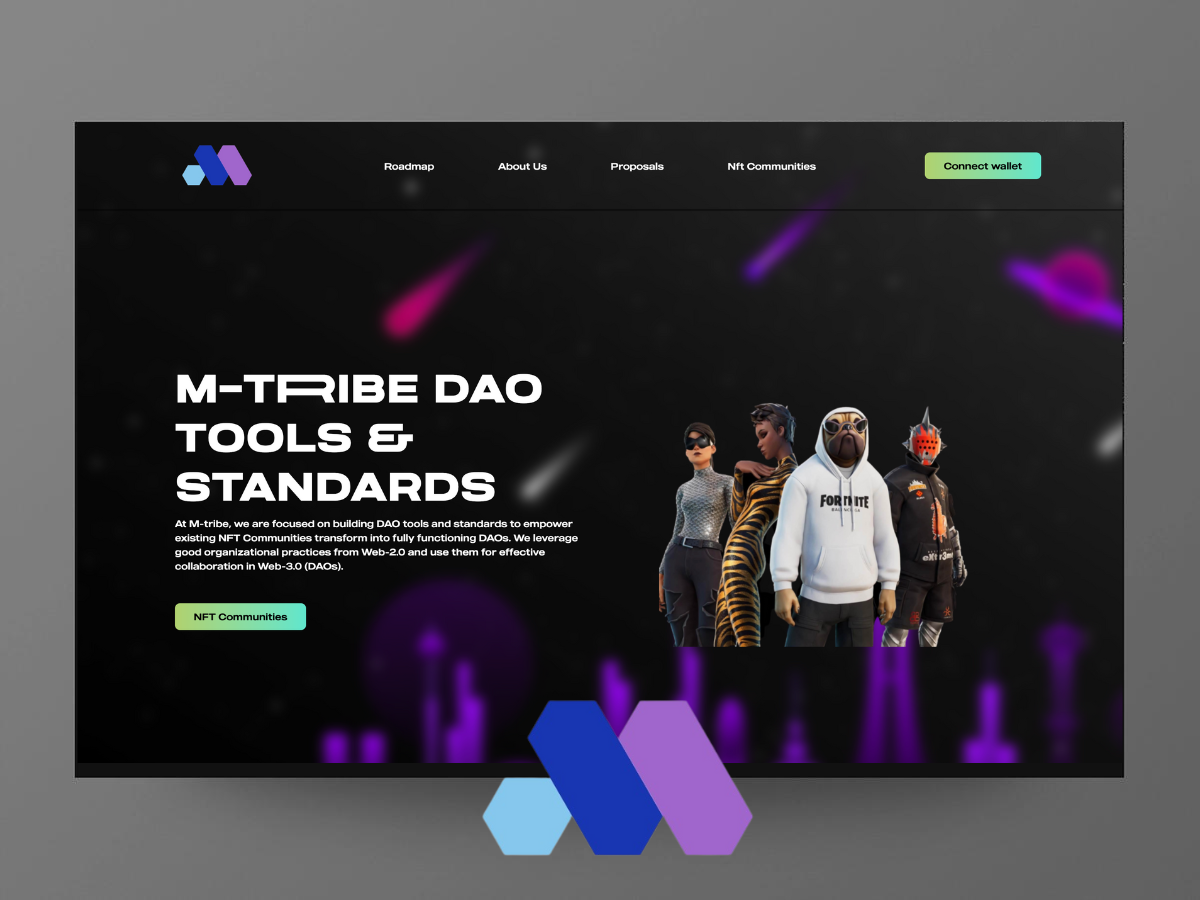 Roadmap
About Us
Proposals
Nft Communities
Connect wallet
M-TRIBE DAO
TOOLS &
STANDARDS
At M-tribe, we are focused on building DAO tools and standards to empower
existing NFT Communities transform into fully functioning DAOs. We leverage
good organizational practices from Web-2.0 and use them for effective
collaboration in Web-3.0 (DAOs).
NFT Communities
FORTNITE